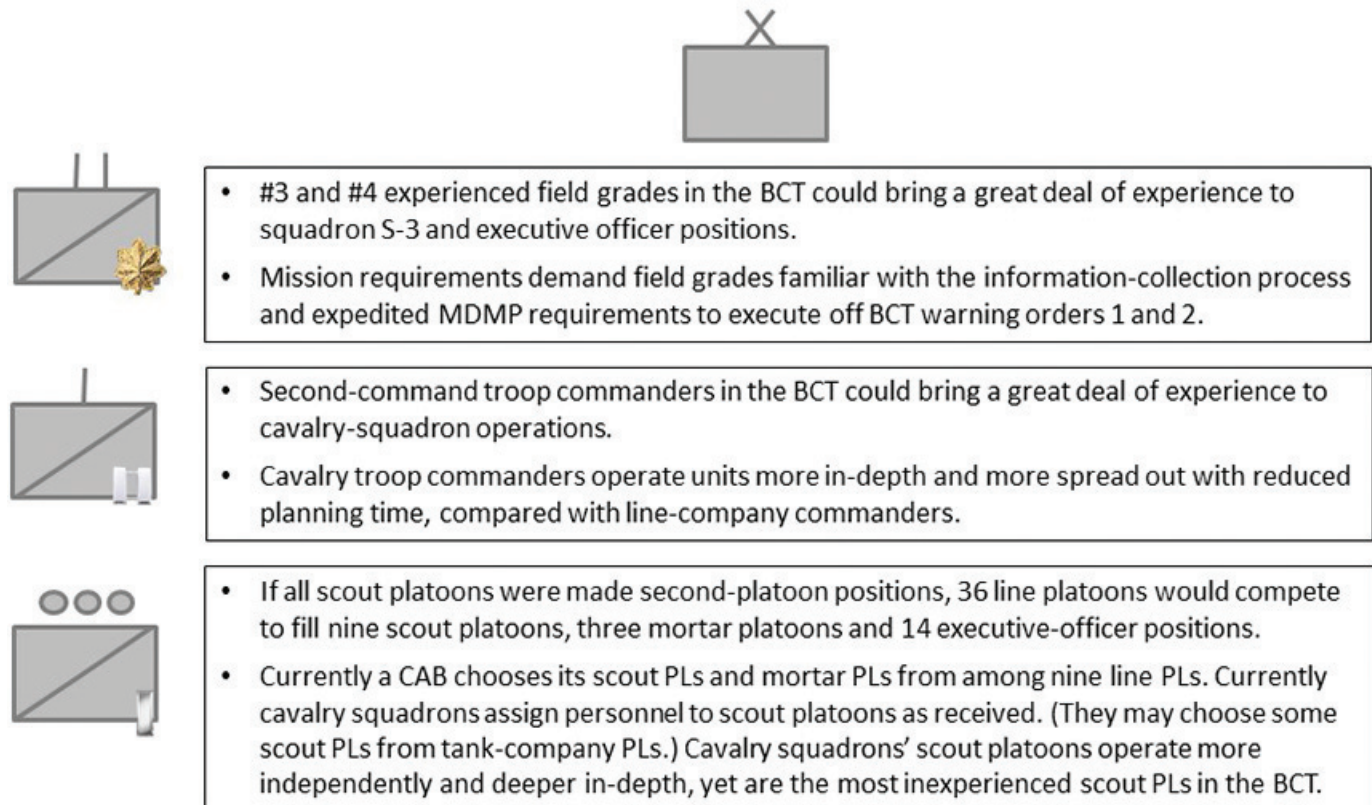 • #3 and #4 experienced field grades in the BCT could bring a great deal of experience to
squadron S-3 and executive officer positions.
• Mission requirements demand field grades familiar with the information-collection process
and expedited MDMP requirements to execute off BCT warning orders 1 and 2.
• Second-command troop commanders in the BCT could bring a great deal of experience to
cavalry-squadron operations.
• Cavalry troop commanders operate units more in-depth and more spread out with reduced
planning time, compared with line-company commanders.
• If all scout platoons were made second-platoon positions, 36 line platoons would compete
to fill nine scout platoons, three mortar platoons and 14 executive-officer positions.
• Currently a CAB chooses its scout PLs and mortar PLs from among nine line PLs. Currently
cavalry squadrons assign personnel to scout platoons as received. (They may choose some
scout PLs from tank-company PLs.) Cavalry squadrons’ scout platoons operate more
independently and deeper in-depth, yet are the most inexperienced scout PLs in the BCT.